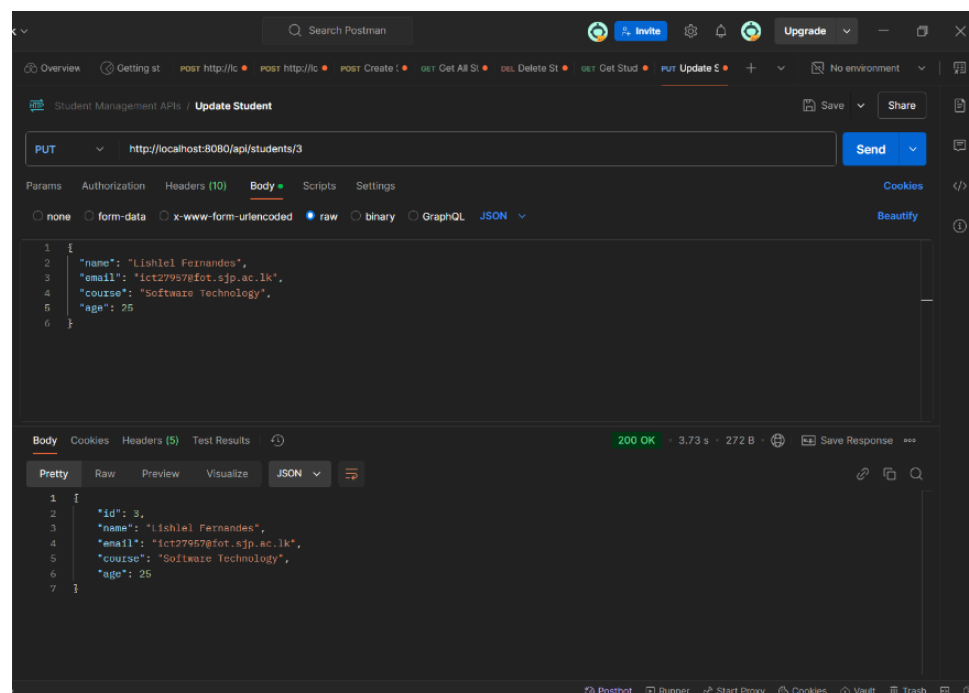 Search Postman
Invite
Upgrade
Overview
Getting st
POST http://lc
POST http://lc
POST Create S
GET Get All St
DEL Delete St
GET Get Stud
PUT Update S
No environment
HTTP Student Management APIs / Update Student
Save
Share
PUT
http://localhost:8080/api/students/3
Send
Params Authorization Headers (10) Body Scripts Settings
Cookies
none form-data x-www-form-urlencoded raw binary GraphQL JSON
Beautify
1 {
2 "name": "Lishlel Fernandes",
3 "email": "ict27957@fot.sjp.ac.lk",
4 "course": "Software Technology",
5 "age": 25
6 }
Body Cookies Headers (5) Test Results
200 OK 3.73 s 272 B
Save Response
Pretty Raw Preview Visualize JSON
1 {
2 "id": 3,
3 "name": "Lishlel Fernandes",
4 "email": "ict27957@fot.sjp.ac.lk",
5 "course": "Software Technology",
6 "age": 25
7 }
Postbot Runner Start Proxy Cookies Vault Trash